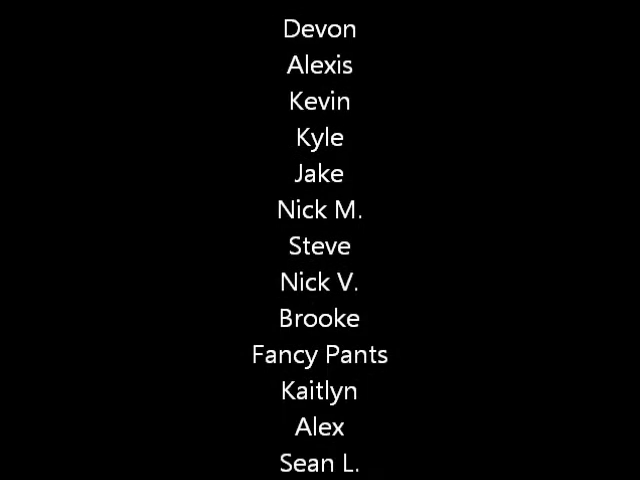 Devon
Alexis
Kevin
Kyle
Jake
Nick M.
Steve
Nick V.
Brooke
Fancy Pants
Kaitlyn
Alex
Sean L.